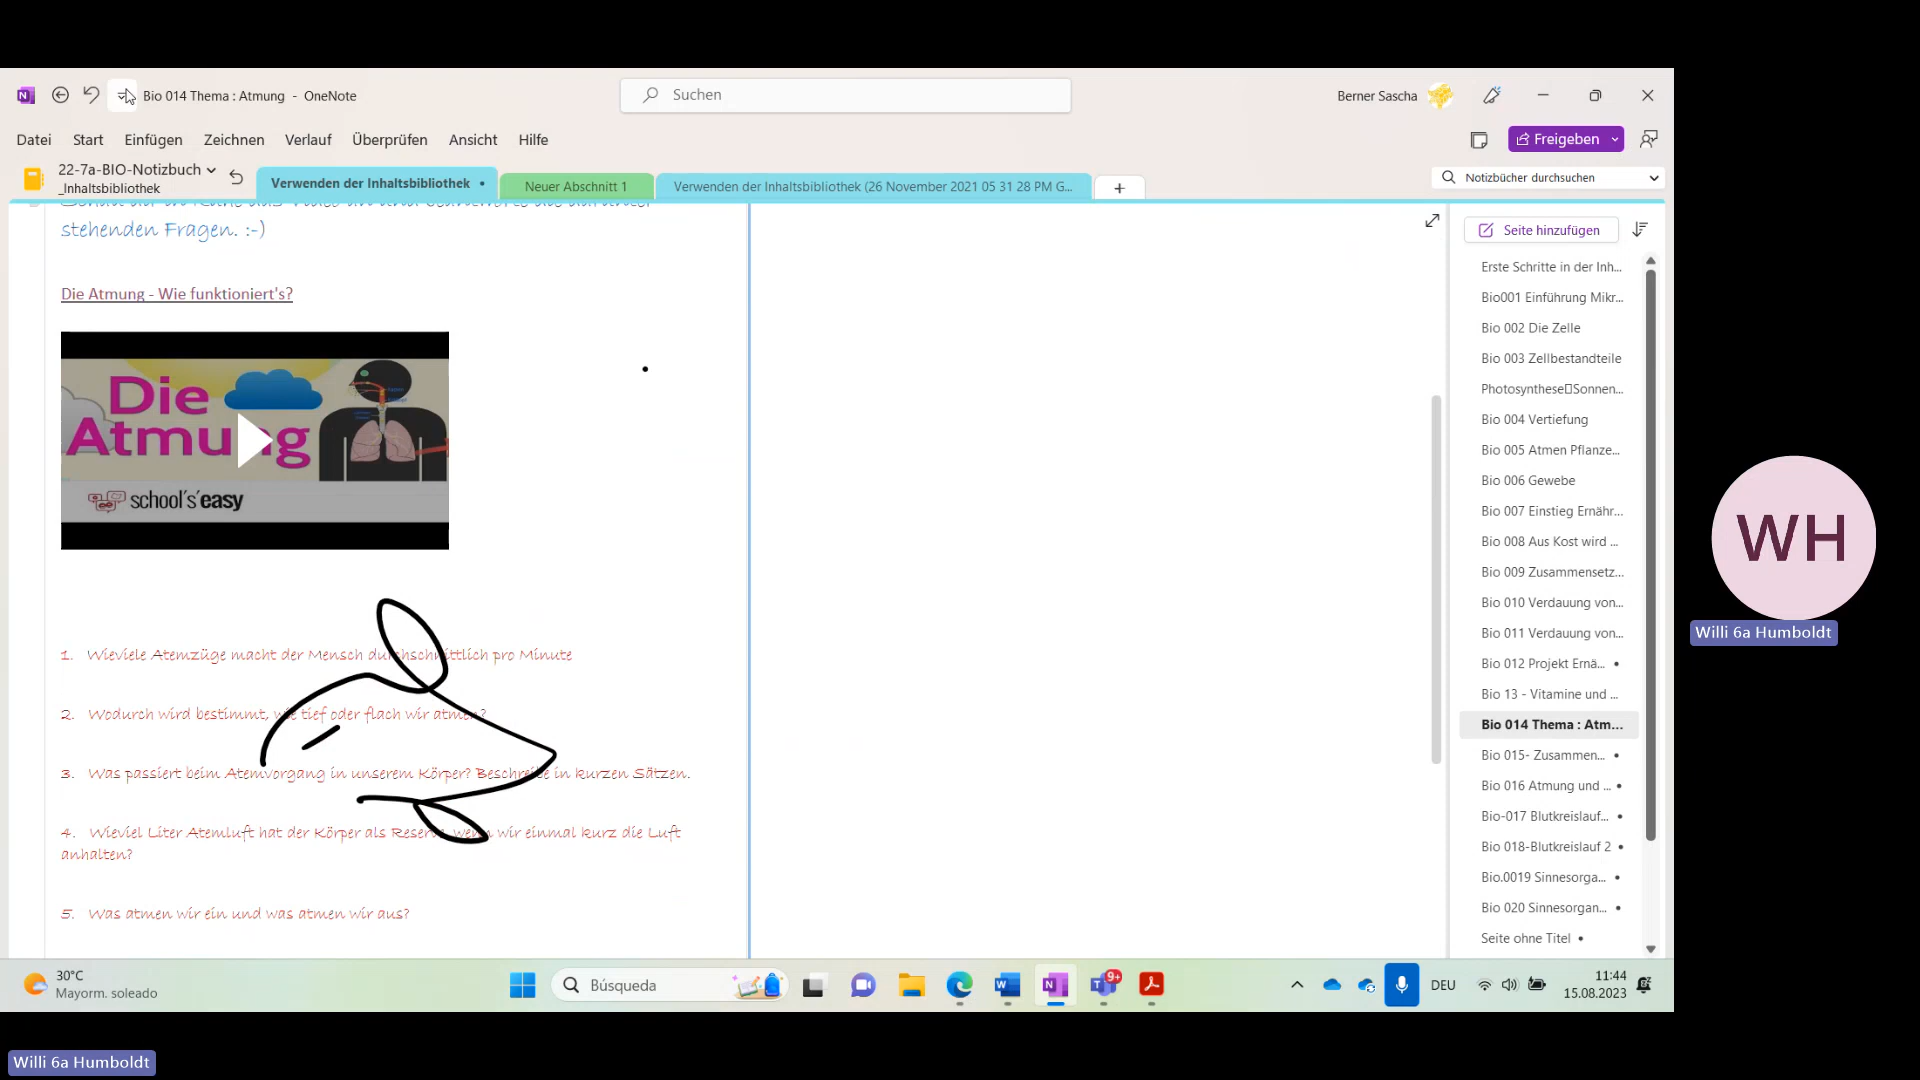 Bio 014 Thema : Atmung - OneNote
Suchen
Berner Sascha
Datei Start Einfügen Zeichnen Verlauf Überprüfen Ansicht Hilfe
Freigeben
22-7a-BIO-Notizbuch
_Inhaltsbibliothek
Verwenden der Inhaltsbibliothek
Neuer Abschnitt 1
Verwenden der Inhaltsbibliothek (26 November 2021 05 31 28 PM G...
Notizbücher durchsuchen
stehenden Fragen. :-)
Die Atmung - Wie funktioniert's?
Die
Atmung
school's'easy
1. Wieviele Atemzüge macht der Mensch durchschnittlich pro Minute
2. Wodurch wird bestimmt, wie tief oder flach wir atmen?
3. Was passiert beim Atemvorgang in unserem Körper? Beschreibe in kurzen Sätzen.
4. Wieviel Liter Atemluft hat der Körper als Reserve, wenn wir einmal kurz die Luft
anhalten?
5. Was atmen wir ein und was atmen wir aus?
Seite hinzufügen
Erste Schritte in der Inh...
Bio001 Einführung Mikr...
Bio 002 Die Zelle
Bio 003 Zellbestandteile
Photosynthese▯Sonnen...
Bio 004 Vertiefung
Bio 005 Atmen Pflanze...
Bio 006 Gewebe
Bio 007 Einstieg Ernähr...
Bio 008 Aus Kost wird ...
Bio 009 Zusammensetz...
Bio 010 Verdauung von...
Bio 011 Verdauung von...
Bio 012 Projekt Ernä...
Bio 13 - Vitamine und ...
Bio 014 Thema : Atm...
Bio 015- Zusammen...
Bio 016 Atmung und ...
Bio-017 Blutkreislauf...
Bio 018-Blutkreislauf 2
Bio.0019 Sinnesorga...
Bio 020 Sinnesorgan...
Seite ohne Titel
WH
Willi 6a Humboldt
30°C
Mayorm. soleado
Búsqueda
9+
DEU
11:44
15.08.2023
Willi 6a Humboldt